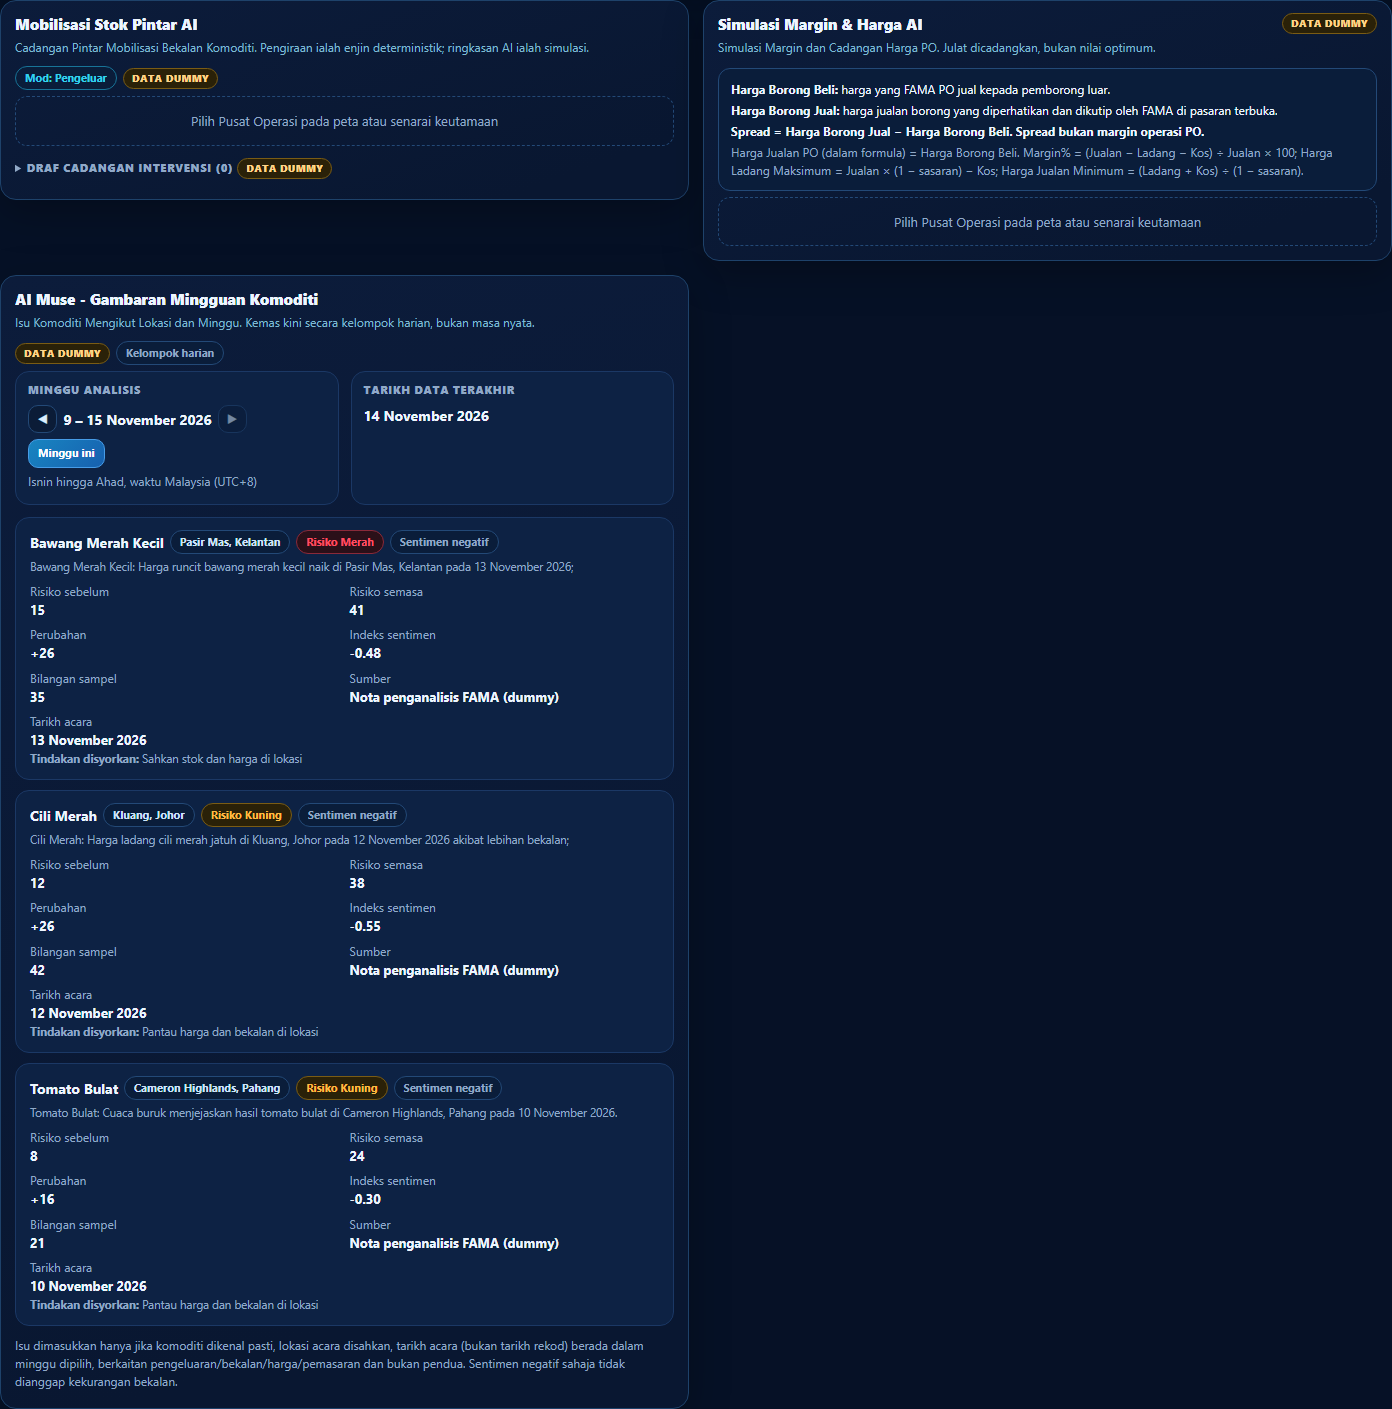 Mobilisasi Stok Pintar AI
Cadangan Pintar Mobilisasi Bekalan Komoditi. Pengiraan ialah enjin deterministik; ringkasan AI ialah simulasi.
Mod: Pengeluar DATA DUMMY
Pilih Pusat Operasi pada peta atau senarai keutamaan
▶ DRAF CADANGAN INTERVENSI (0) DATA DUMMY
Simulasi Margin & Harga AI DATA DUMMY
Simulasi Margin dan Cadangan Harga PO. Julat dicadangkan, bukan nilai optimum.
Harga Borong Beli: harga yang FAMA PO jual kepada pemborong luar.
Harga Borong Jual: harga jualan borong yang diperhatikan dan dikutip oleh FAMA di pasaran terbuka.
Spread = Harga Borong Jual − Harga Borong Beli. Spread bukan margin operasi PO.
Harga Jualan PO (dalam formula) = Harga Borong Beli. Margin% = (Jualan − Ladang − Kos) ÷ Jualan × 100; Harga
Ladang Maksimum = Jualan × (1 − sasaran) − Kos; Harga Jualan Minimum = (Ladang + Kos) ÷ (1 − sasaran).
Pilih Pusat Operasi pada peta atau senarai keutamaan
AI Muse - Gambaran Mingguan Komoditi
Isu Komoditi Mengikut Lokasi dan Minggu. Kemas kini secara kelompok harian, bukan masa nyata.
DATA DUMMY Kelompok harian
MINGGU ANALISIS
◀ 9 – 15 November 2026 ▶
Minggu ini
Isnin hingga Ahad, waktu Malaysia (UTC+8)
TARIKH DATA TERAKHIR
14 November 2026
Bawang Merah Kecil Pasir Mas, Kelantan Risiko Merah Sentimen negatif
Bawang Merah Kecil: Harga runcit bawang merah kecil naik di Pasir Mas, Kelantan pada 13 November 2026;
Risiko sebelum Risiko semasa
15 41
Perubahan Indeks sentimen
+26 -0.48
Bilangan sampel Sumber
35 Nota penganalisis FAMA (dummy)
Tarikh acara
13 November 2026
Tindakan disyorkan: Sahkan stok dan harga di lokasi
Cili Merah Kluang, Johor Risiko Kuning Sentimen negatif
Cili Merah: Harga ladang cili merah jatuh di Kluang, Johor pada 12 November 2026 akibat lebihan bekalan;
Risiko sebelum Risiko semasa
12 38
Perubahan Indeks sentimen
+26 -0.55
Bilangan sampel Sumber
42 Nota penganalisis FAMA (dummy)
Tarikh acara
12 November 2026
Tindakan disyorkan: Pantau harga dan bekalan di lokasi
Tomato Bulat Cameron Highlands, Pahang Risiko Kuning Sentimen negatif
Tomato Bulat: Cuaca buruk menjejaskan hasil tomato bulat di Cameron Highlands, Pahang pada 10 November 2026.
Risiko sebelum Risiko semasa
8 24
Perubahan Indeks sentimen
+16 -0.30
Bilangan sampel Sumber
21 Nota penganalisis FAMA (dummy)
Tarikh acara
10 November 2026
Tindakan disyorkan: Pantau harga dan bekalan di lokasi
Isu dimasukkan hanya jika komoditi dikenal pasti, lokasi acara disahkan, tarikh acara (bukan tarikh rekod) berada dalam
minggu dipilih, berkaitan pengeluaran/bekalan/harga/pemasaran dan bukan pendua. Sentimen negatif sahaja tidak
dianggap kekurangan bekalan.